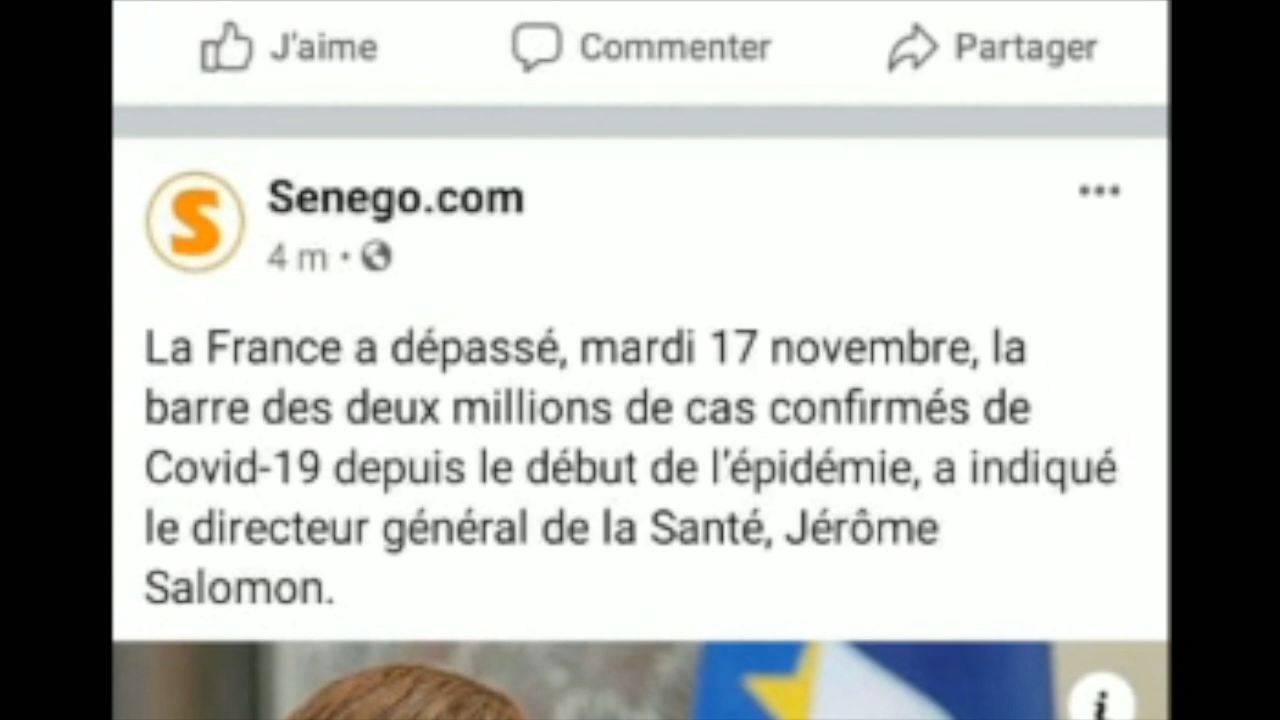 J'aime Commenter Partager
S
Senego.com
4 m
La France a dépassé, mardi 17 novembre, la
barre des deux millions de cas confirmés de
Covid-19 depuis le début de l'épidémie, a indiqué
le directeur général de la Santé, Jérôme
Salomon.
i